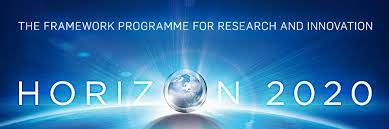 THE FRAMEWORK PROGRAMME FOR RESEARCH AND INNOVATION
HORIZON 2020